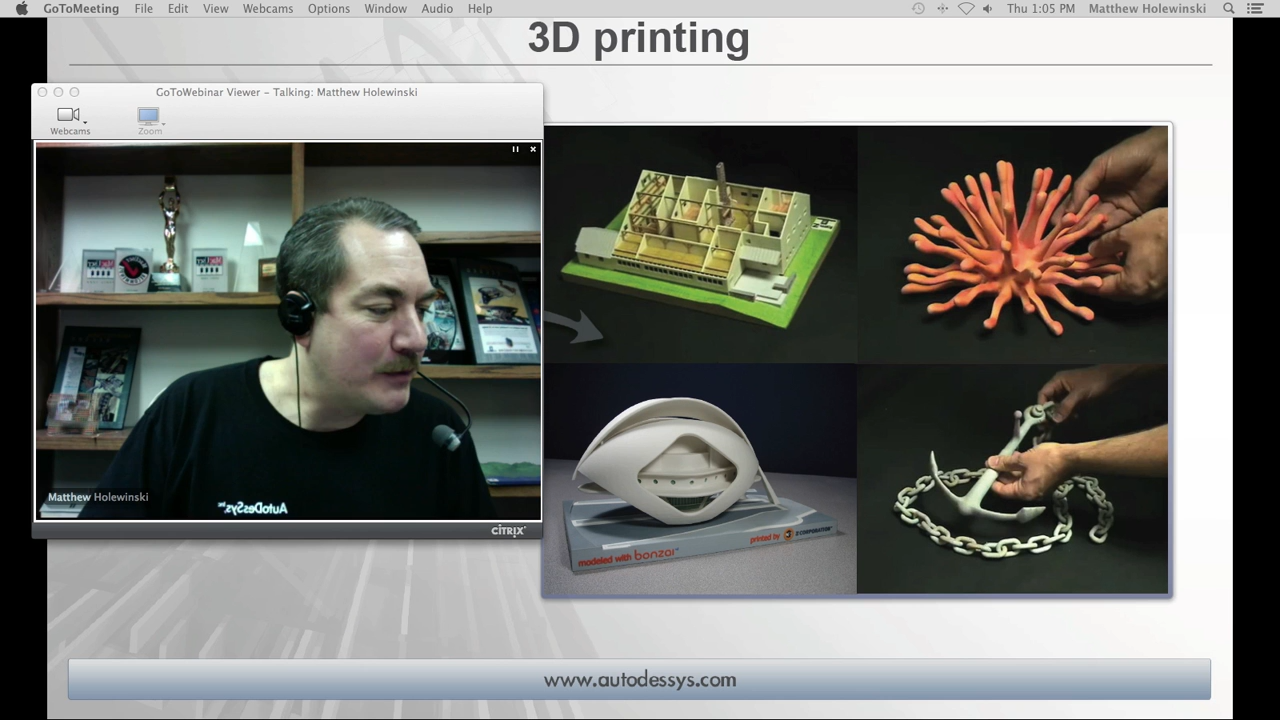 GoToMeeting File Edit View Webcams Options Window Audio Help Thu 1:05 PM Matthew Holewinski
3D printing
GoToWebinar Viewer - Talking: Matthew Holewinski
Webcams
Zoom
Matthew Holewinski
AutoDesSys
CITRIX
modeled with bonzai
printed by Z CORPORATION
www.autodessys.com